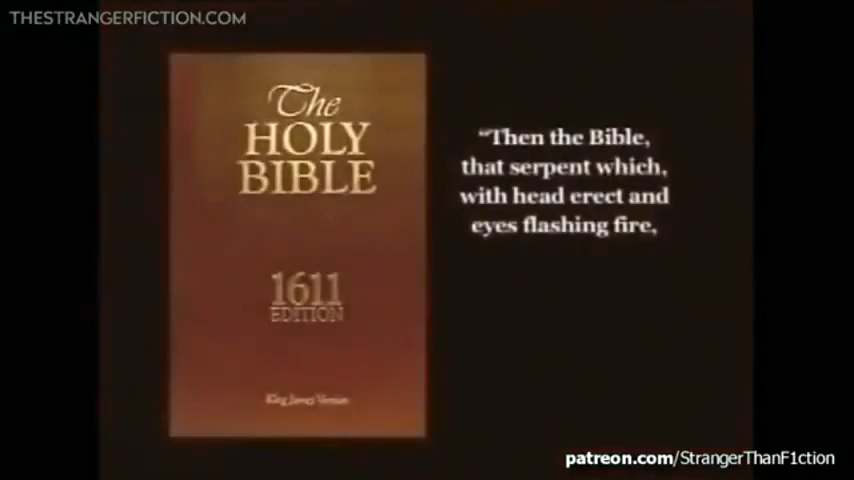 THESTRANGERFICTION.COM
The
HOLY
BIBLE
1611
EDITION
King James Version
“Then the Bible,
that serpent which,
with head erect and
eyes flashing fire,
patreon.com/StrangerThanF1ction